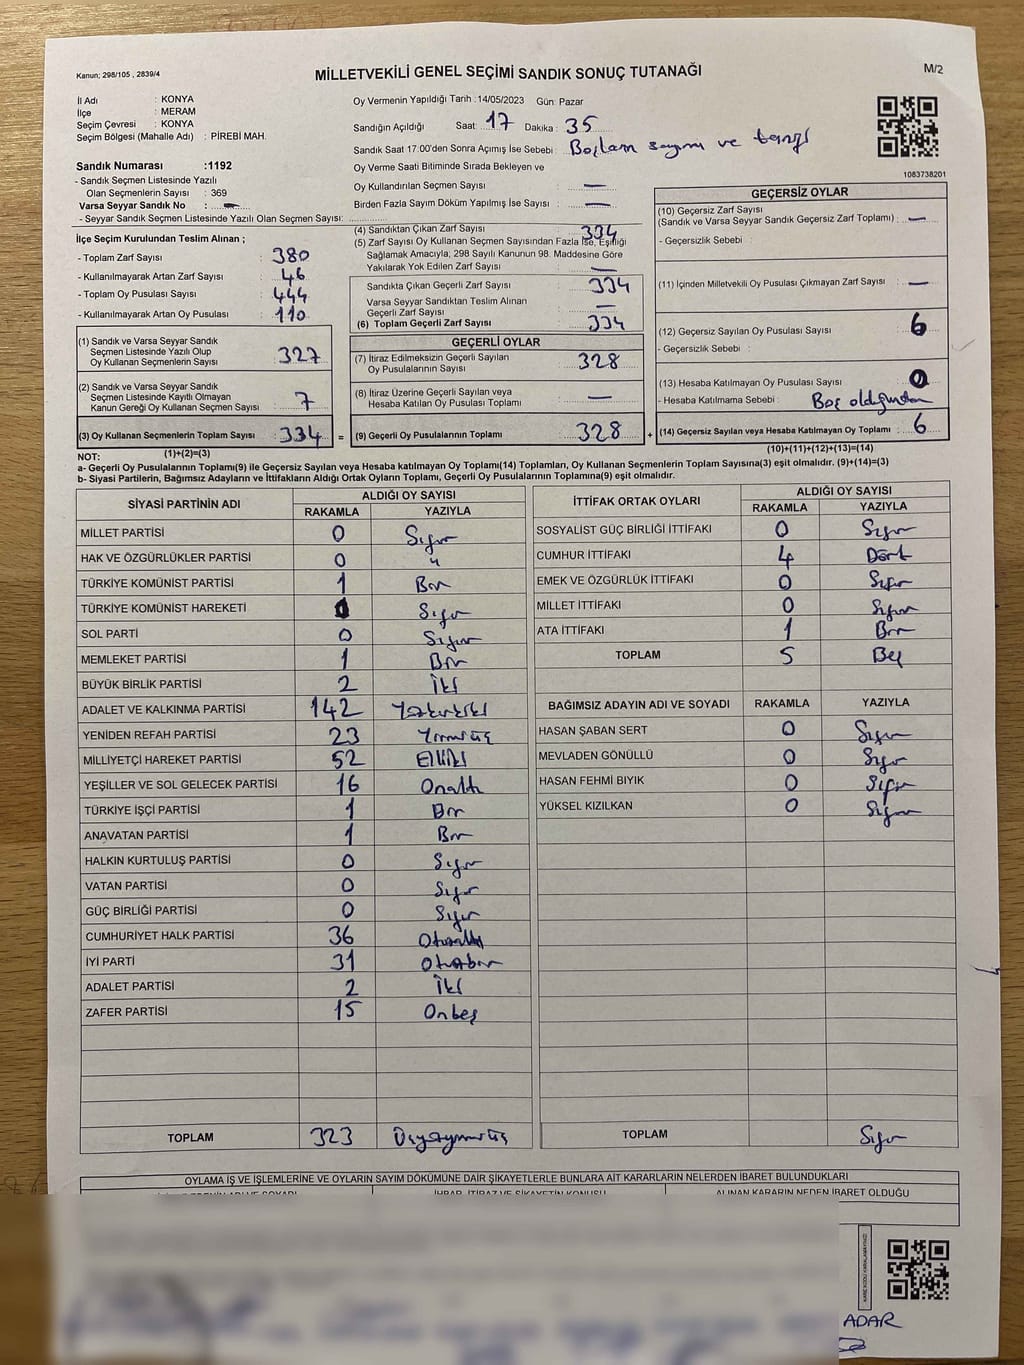 Kanun; 298/105 , 2839/4
MİLLETVEKİLİ GENEL SEÇİMİ SANDIK SONUÇ TUTANAĞI
M/2
İl Adı : KONYA
İlçe : MERAM
Seçim Çevresi : KONYA
Seçim Bölgesi (Mahalle Adı) : PİREBİ MAH.
Sandık Numarası :1192
- Sandık Seçmen Listesinde Yazılı
Olan Seçmenlerin Sayısı : 369
Varsa Seyyar Sandık No : —
- Seyyar Sandık Seçmen Listesinde Yazılı Olan Seçmen Sayısı:
Oy Vermenin Yapıldığı Tarih :14/05/2023 Gün: Pazar
Sandığın Açıldığı Saat: 17 Dakika : 35
Sandık Saat 17:00'den Sonra Açımış İse Sebebi : sayımı ve
Oy Verme Saati Bitiminde Sırada Bekleyen ve
Oy Kullandırılan Seçmen Sayısı : —
Birden Fazla Sayım Döküm Yapılmış İse Sayısı : —
1083738201
İlçe Seçim Kurulundan Teslim Alınan ;
- Toplam Zarf Sayısı : 380
- Kullanılmayarak Artan Zarf Sayısı : 46
- Toplam Oy Pusulası Sayısı : 444
- Kullanılmayarak Artan Oy Pusulası : 110
(4) Sandıktan Çıkan Zarf Sayısı : 334
(5) Zarf Sayısı Oy Kullanan Seçmen Sayısından Fazla İse, Eşitliği
Sağlamak Amacıyla; 298 Sayılı Kanunun 98. Maddesine Göre
Yakılarak Yok Edilen Zarf Sayısı : —
Sandıkta Çıkan Geçerli Zarf Sayısı : 334
Varsa Seyyar Sandıktan Teslim Alınan
Geçerli Zarf Sayısı : —
(6) Toplam Geçerli Zarf Sayısı : 334
GEÇERSİZ OYLAR
(10) Geçersiz Zarf Sayısı
(Sandık ve Varsa Seyyar Sandık Geçersiz Zarf Toplamı) : —
- Geçersizlik Sebebi :
(11) İçinden Milletvekili Oy Pusulası Çıkmayan Zarf Sayısı : —
(12) Geçersiz Sayılan Oy Pusulası Sayısı : 6
- Geçersizlik Sebebi :
(13) Hesaba Katılmayan Oy Pusulası Sayısı : 0
- Hesaba Katılmama Sebebi : Boş olduğundan
(14) Geçersiz Sayılan veya Hesaba Katılmayan Oy Toplamı : 6
(10)+(11)+(12)+(13)=(14)
(1) Sandık ve Varsa Seyyar Sandık
Seçmen Listesinde Yazılı Olup
Oy Kullanan Seçmenlerin Sayısı : 327
(2) Sandık ve Varsa Seyyar Sandık
Seçmen Listesinde Kayıtlı Olmayan
Kanun Gereği Oy Kullanan Seçmen Sayısı : 7
(3) Oy Kullanan Seçmenlerin Toplam Sayısı : 334 =
(1)+(2)=(3)
GEÇERLİ OYLAR
(7) İtiraz Edilmeksizin Geçerli Sayılan
Oy Pusulalarının Sayısı : 328
(8) İtiraz Üzerine Geçerli Sayılan veya
Hesaba Katılan Oy Pusulası Toplamı : —
(9) Geçerli Oy Pusulalarının Toplamı : 328 +
NOT:
a- Geçerli Oy Pusulalarının Toplamı(9) ile Geçersiz Sayılan veya Hesaba katılmayan Oy Toplamı(14) Toplamları, Oy Kullanan Seçmenlerin Toplam Sayısına(3) eşit olmalıdır. (9)+(14)=(3)
b- Siyasi Partilerin, Bağımsız Adayların ve İttifakların Aldığı Ortak Oyların Toplamı, Geçerli Oy Pusulalarının Toplamına(9) eşit olmalıdır.
SİYASİ PARTİNİN ADI ALDIĞI OY SAYISI
RAKAMLA YAZIYLA
MİLLET PARTİSİ 0 Sıfır
HAK VE ÖZGÜRLÜKLER PARTİSİ 0 "
TÜRKİYE KOMÜNİST PARTİSİ 1 Bir
TÜRKİYE KOMÜNİST HAREKETİ 0 Sıfır
SOL PARTİ 0 Sıfır
MEMLEKET PARTİSİ 1 Bir
BÜYÜK BİRLİK PARTİSİ 2 İki
ADALET VE KALKINMA PARTİSİ 142 Yüzkırkiki
YENİDEN REFAH PARTİSİ 23 Yirmiüç
MİLLİYETÇİ HAREKET PARTİSİ 52 Elliiki
YEŞİLLER VE SOL GELECEK PARTİSİ 16 Onaltı
TÜRKİYE İŞÇİ PARTİSİ 1 Bir
ANAVATAN PARTİSİ 1 Bir
HALKIN KURTULUŞ PARTİSİ 0 Sıfır
VATAN PARTİSİ 0 Sıfır
GÜÇ BİRLİĞİ PARTİSİ 0 Sıfır
CUMHURİYET HALK PARTİSİ 36 Otuzaltı
İYİ PARTİ 31 Otuzbir
ADALET PARTİSİ 2 İki
ZAFER PARTİSİ 15 Onbeş
TOPLAM 323 Üçyüzyirmiüç
İTTİFAK ORTAK OYLARI ALDIĞI OY SAYISI
RAKAMLA YAZIYLA
SOSYALİST GÜÇ BİRLİĞİ İTTİFAKI 0 Sıfır
CUMHUR İTTİFAKI 4 Dört
EMEK VE ÖZGÜRLÜK İTTİFAKI 0 Sıfır
MİLLET İTTİFAKI 0 Sıfır
ATA İTTİFAKI 1 Bir
TOPLAM 5 Beş
BAĞIMSIZ ADAYIN ADI VE SOYADI RAKAMLA YAZIYLA
HASAN ŞABAN SERT 0 Sıfır
MEVLADEN GÖNÜLLÜ 0 Sıfır
HASAN FEHMİ BIYIK 0 Sıfır
YÜKSEL KIZILKAN 0 Sıfır
TOPLAM Sıfır
OYLAMA İŞ VE İŞLEMLERİNE VE OYLARIN SAYIM DÖKÜMÜNE DAİR ŞİKAYETLERLE BUNLARA AİT KARARLARIN NELERDEN İBARET BULUNDUKLARI
İHBAR, İTİRAZ VE ŞİKAYETİN KONUSU ALINAN KARARIN NEDEN İBARET OLDUĞU
ADAR